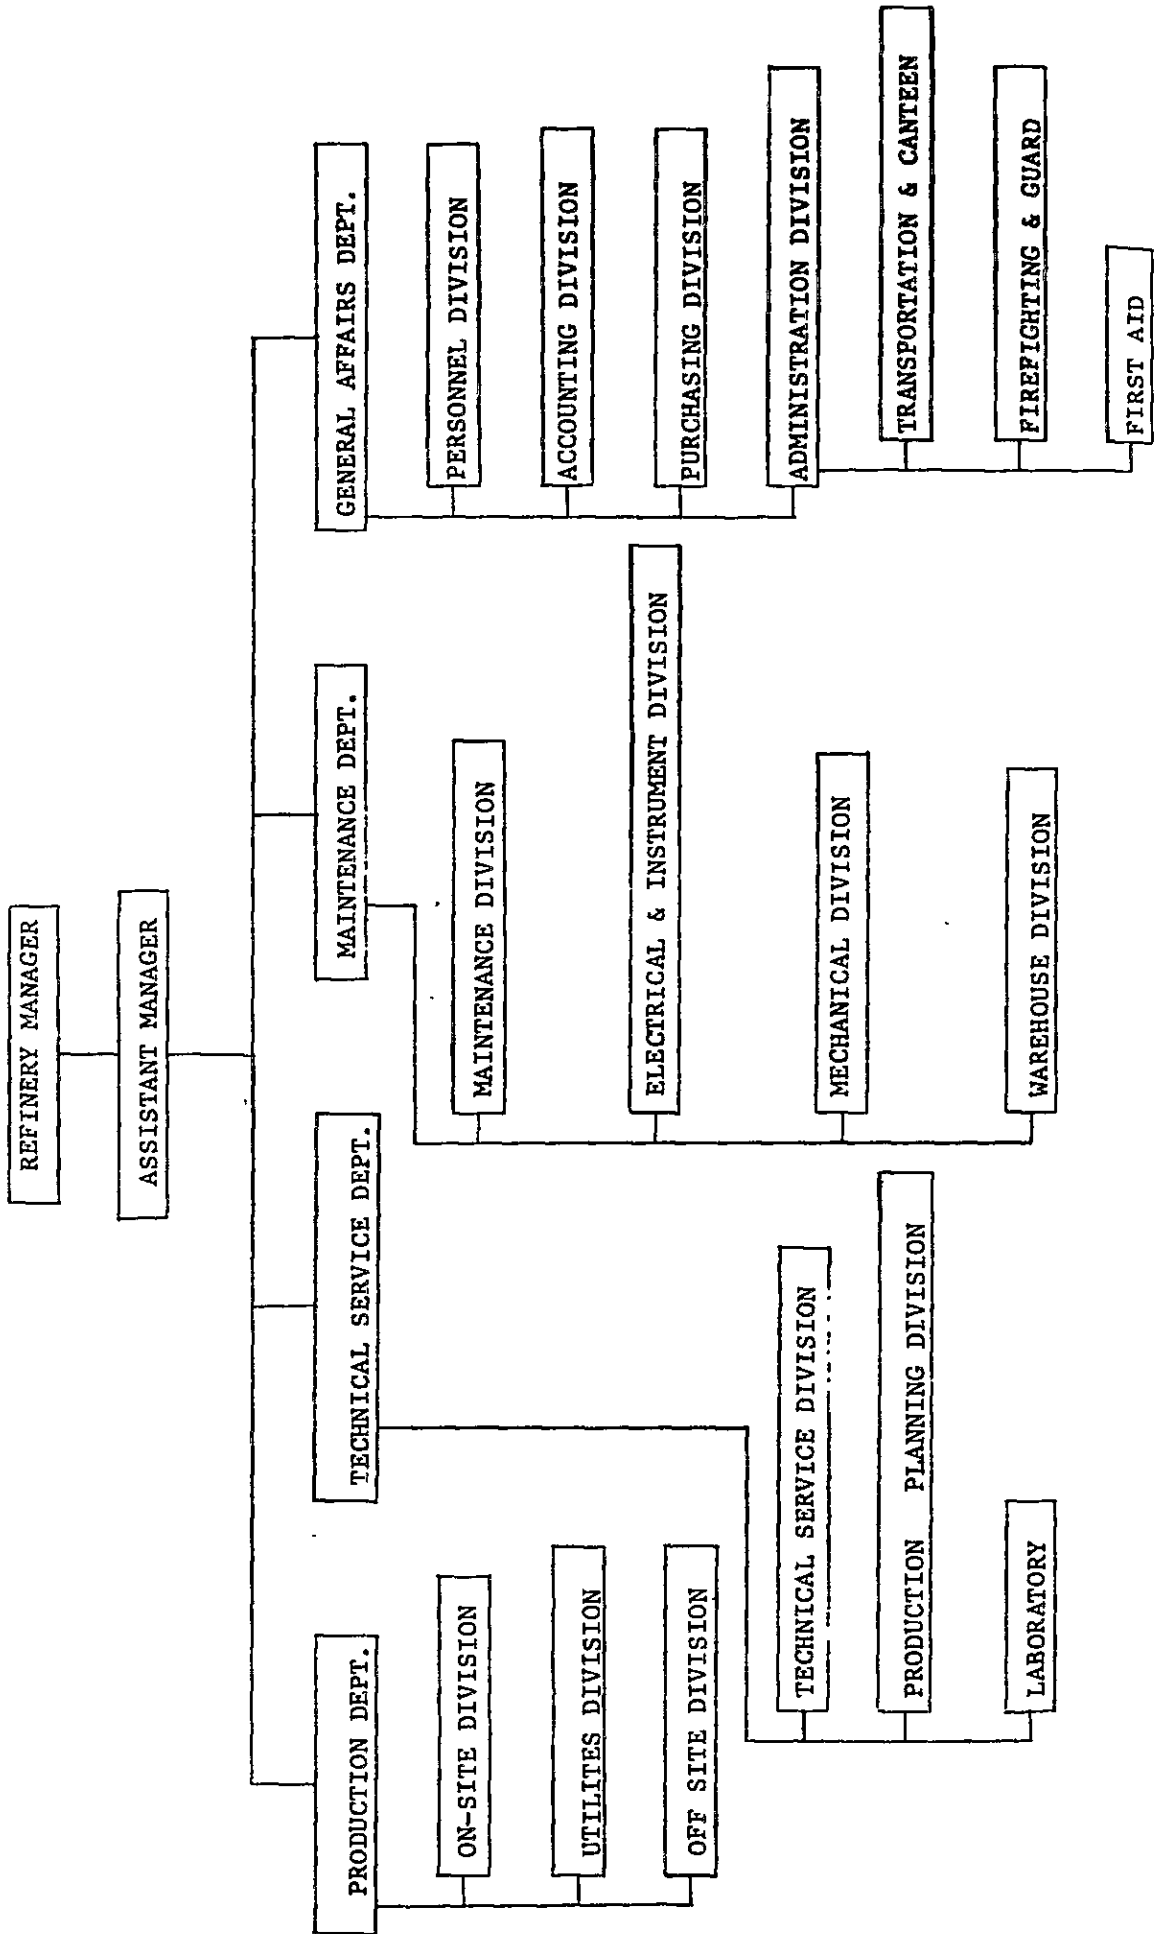 REFINERY MANAGER
ASSISTANT MANAGER
PRODUCTION DEPT.
ON-SITE DIVISION
UTILITES DIVISION
OFF SITE DIVISION
TECHNICAL SERVICE DEPT.
TECHNICAL SERVICE DIVISION
PRODUCTION PLANNING DIVISION
LABORATORY
MAINTENANCE DEPT.
MAINTENANCE DIVISION
ELECTRICAL & INSTRUMENT DIVISION
MECHANICAL DIVISION
WAREHOUSE DIVISION
GENERAL AFFAIRS DEPT.
PERSONNEL DIVISION
ACCOUNTING DIVISION
PURCHASING DIVISION
ADMINISTRATION DIVISION
TRANSPORTATION & CANTEEN
FIREFIGHTING & GUARD
FIRST AID